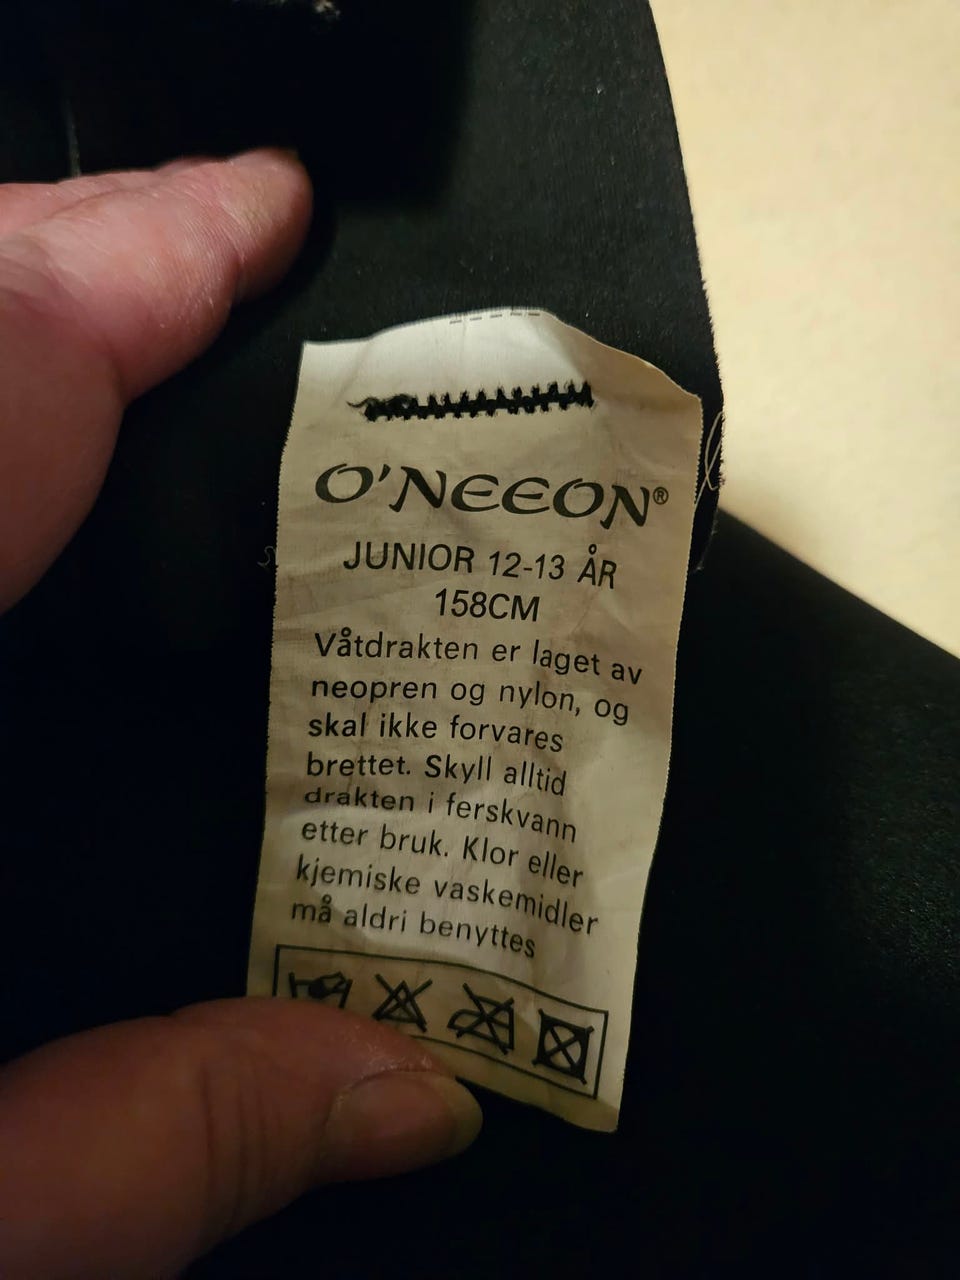 O'NEEON®
JUNIOR 12-13 ÅR
158CM
Våtdrakten er laget av
neopren og nylon, og
skal ikke forvares
brettet. Skyll alltid
drakten i ferskvann
etter bruk. Klor eller
kjemiske vaskemidler
må aldri benyttes